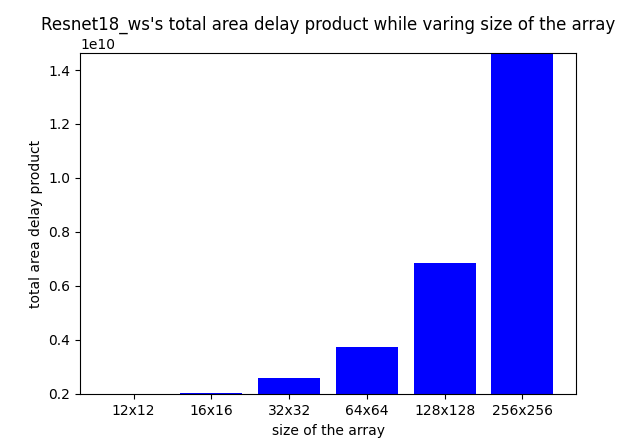 Resnet18_ws's total area delay product while varing size of the array
1e10
1.4
1.2
1.0
0.8
0.6
0.4
0.2
total area delay product
12x12 16x16 32x32 64x64 128x128 256x256
size of the array